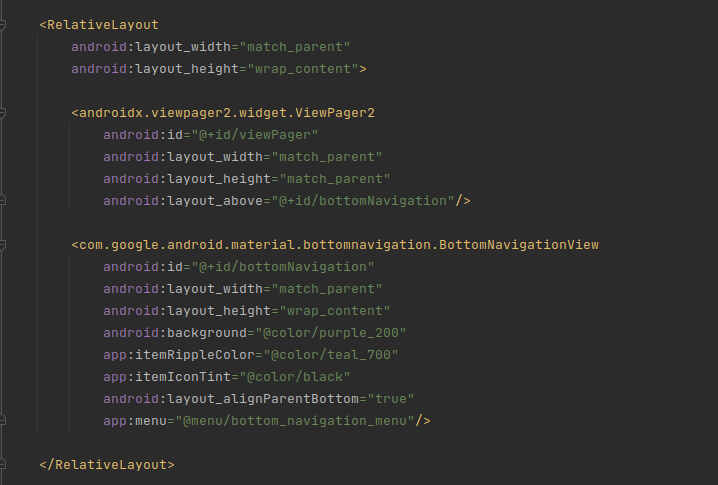 <RelativeLayout
android:layout_width="match_parent"
android:layout_height="wrap_content">
<androidx.viewpager2.widget.ViewPager2
android:id="@+id/viewPager"
android:layout_width="match_parent"
android:layout_height="match_parent"
android:layout_above="@+id/bottomNavigation"/>
<com.google.android.material.bottomnavigation.BottomNavigationView
android:id="@+id/bottomNavigation"
android:layout_width="match_parent"
android:layout_height="wrap_content"
android:background="@color/purple_200"
app:itemRippleColor="@color/teal_700"
app:itemIconTint="@color/black"
android:layout_alignParentBottom="true"
app:menu="@menu/bottom_navigation_menu"/>
</RelativeLayout>